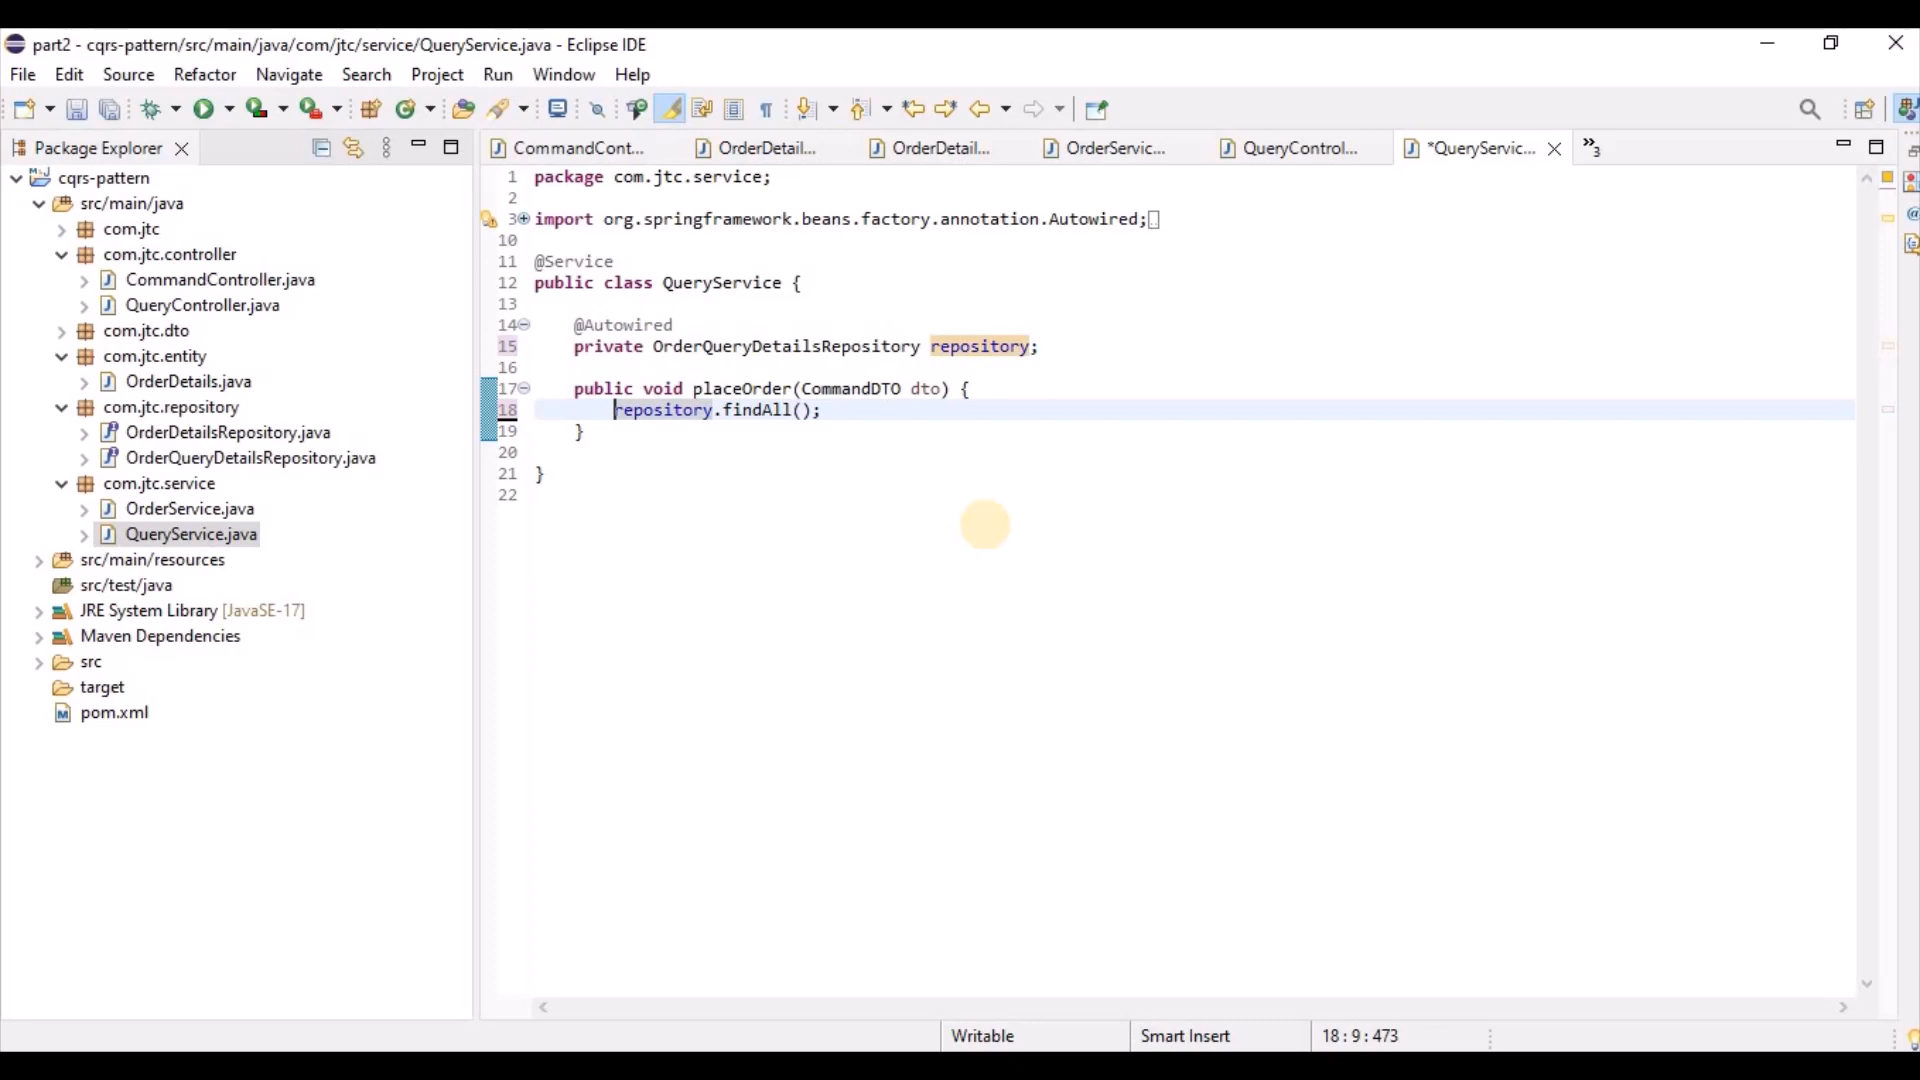 part2 - cqrs-pattern/src/main/java/com/jtc/service/QueryService.java - Eclipse IDE
File Edit Source Refactor Navigate Search Project Run Window Help
Package Explorer
CommandCont... OrderDetail... OrderDetail... OrderServic... QueryControl... *QueryServic... »3
cqrs-pattern
src/main/java
com.jtc
com.jtc.controller
CommandController.java
QueryController.java
com.jtc.dto
com.jtc.entity
OrderDetails.java
com.jtc.repository
OrderDetailsRepository.java
OrderQueryDetailsRepository.java
com.jtc.service
OrderService.java
QueryService.java
src/main/resources
src/test/java
JRE System Library [JavaSE-17]
Maven Dependencies
src
target
pom.xml
1 package com.jtc.service;
2
3 import org.springframework.beans.factory.annotation.Autowired;
10
11 @Service
12 public class QueryService {
13
14 @Autowired
15 private OrderQueryDetailsRepository repository;
16
17 public void placeOrder(CommandDTO dto) {
18 repository.findAll();
19 }
20
21 }
22
Writable Smart Insert 18 : 9 : 473